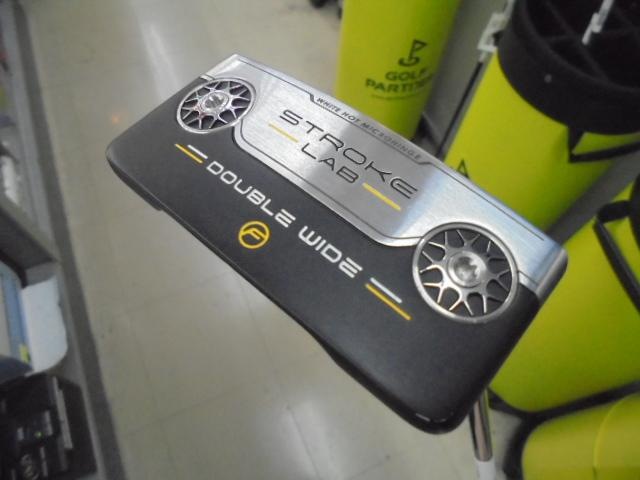 GOLF
PARTNER
WHITE HOT MICROHINGE
STROKE
LAB
DOUBLE WIDE
F